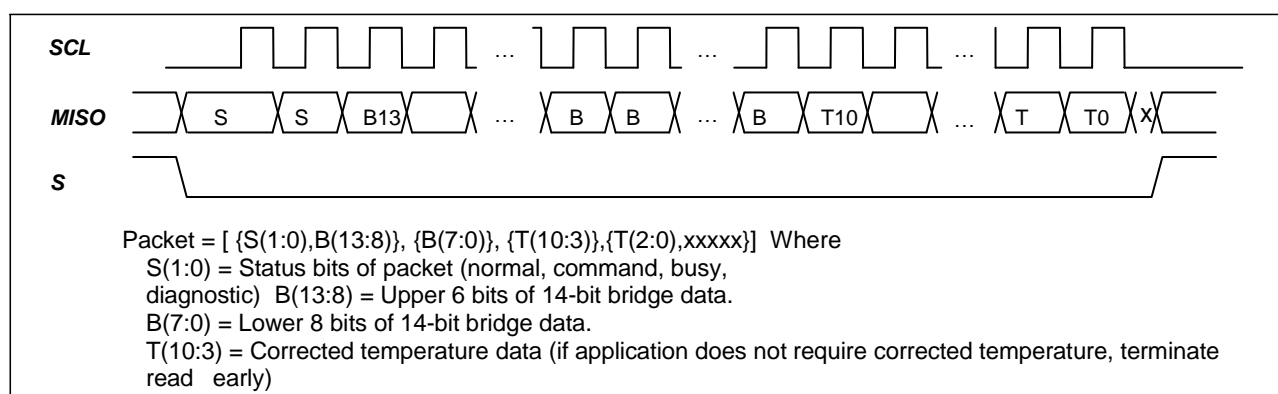 SCL … … …
MISO S S B13 … B B … B T10 … T T0 X
S
Packet = [ {S(1:0),B(13:8)}, {B(7:0)}, {T(10:3)},{T(2:0),xxxxx}] Where
S(1:0) = Status bits of packet (normal, command, busy,
diagnostic) B(13:8) = Upper 6 bits of 14-bit bridge data.
B(7:0) = Lower 8 bits of 14-bit bridge data.
T(10:3) = Corrected temperature data (if application does not require corrected temperature, terminate
read early)